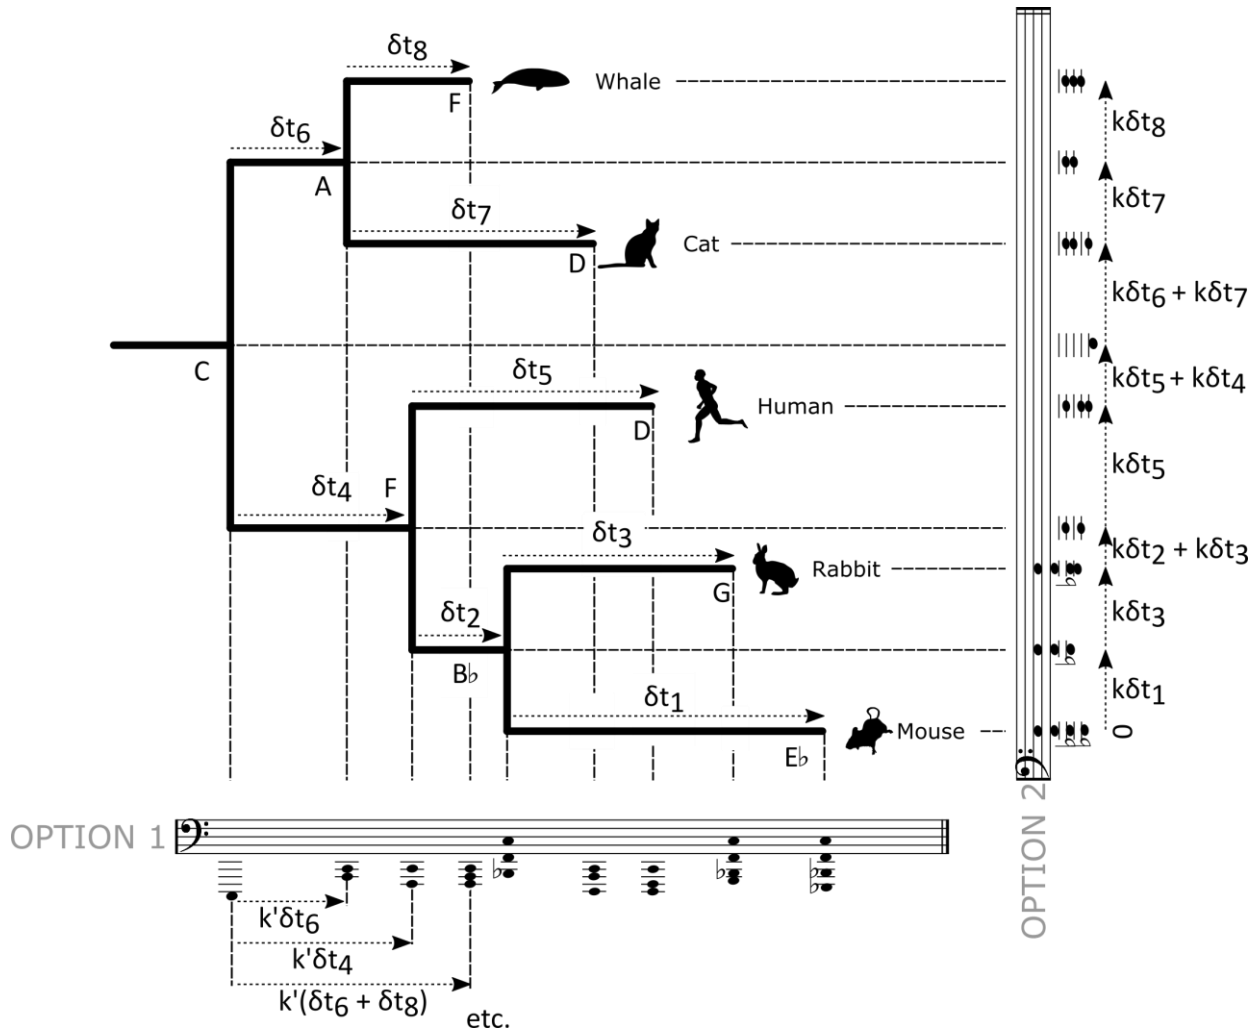 δt8
Whale
F
kδt8
δt6
A
kδt7
δt7
Cat
D
kδt6 + kδt7
C
δt5
kδt5 + kδt4
Human
D
kδt5
δt4
F
δt3
kδt2 + kδt3
Rabbit
G
kδt3
δt2
B♭
kδt1
δt1
Mouse
0
E♭
OPTION 2
OPTION 1
k'δt6
k'δt4
k'(δt6 + δt8)
etc.